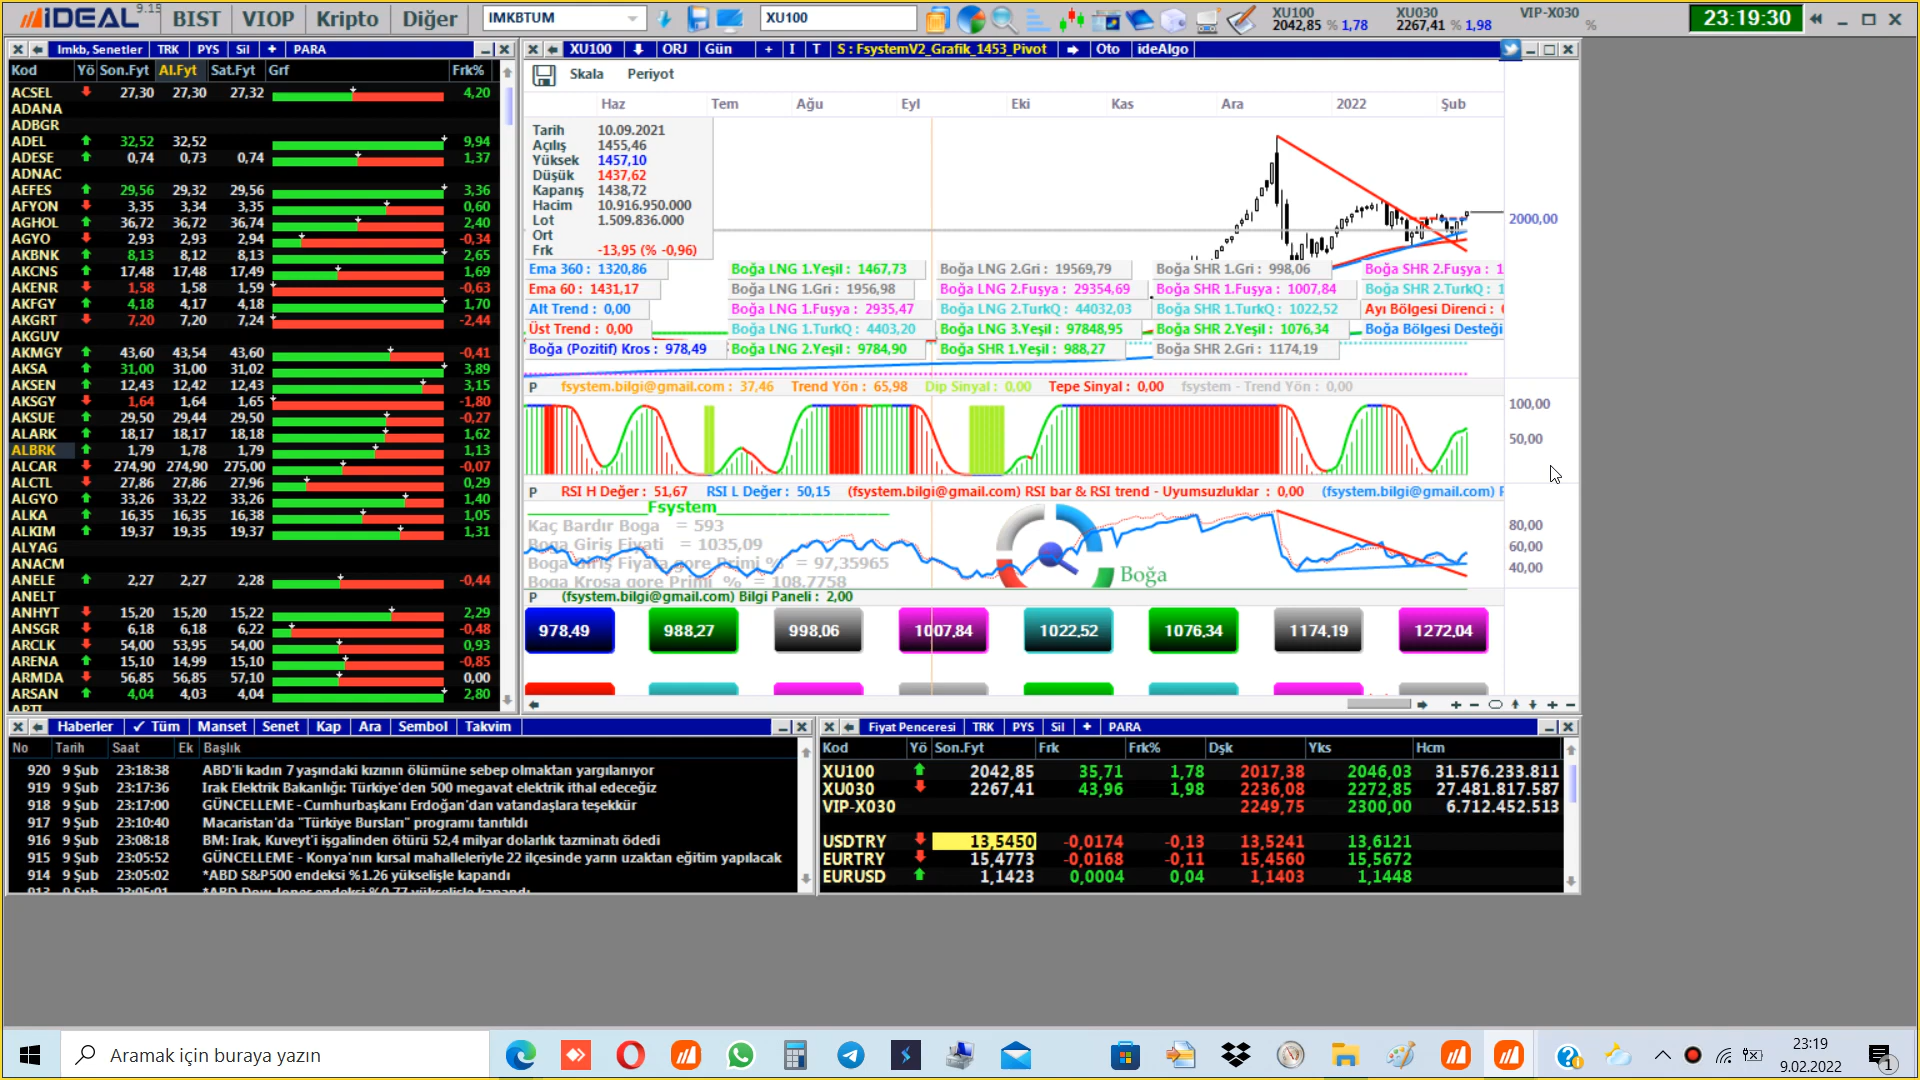 iDEAL 9.15 BIST VIOP Kripto Diğer IMKBTUM XU100 XU100 2042,85 % 1,78 XU030 2267,41 % 1,98 VIP-X030 % 23:19:30
Imkb, Senetler TRK PYS Sil + PARA
Kod Yö Son.Fyt Al.Fyt Sat.Fyt Grf Frk%
ACSEL 27,30 27,30 27,32 4,20
ADANA
ADBGR
ADEL 32,52 32,52 9,94
ADESE 0,74 0,73 0,74 1,37
ADNAC
AEFES 29,56 29,32 29,56 3,36
AFYON 3,35 3,34 3,35 0,60
AGHOL 36,72 36,72 36,74 2,40
AGYO 2,93 2,93 2,94 -0,34
AKBNK 8,13 8,12 8,13 2,65
AKCNS 17,48 17,48 17,49 1,69
AKENR 1,58 1,58 1,59 -0,63
AKFGY 4,18 4,17 4,18 1,70
AKGRT 7,20 7,20 7,24 -2,44
AKGUV
AKMGY 43,60 43,54 43,60 -0,41
AKSA 31,00 31,00 31,02 3,89
AKSEN 12,43 12,42 12,43 3,15
AKSGY 1,64 1,64 1,65 -1,80
AKSUE 29,50 29,44 29,50 -0,27
ALARK 18,17 18,17 18,18 1,62
ALBRK 1,79 1,78 1,79 1,13
ALCAR 274,90 274,90 275,00 -0,07
ALCTL 27,86 27,86 27,96 0,29
ALGYO 33,26 33,22 33,26 1,40
ALKA 16,35 16,35 16,38 1,05
ALKIM 19,37 19,35 19,37 1,31
ALYAG
ANACM
ANELE 2,27 2,27 2,28 -0,44
ANELT
ANHYT 15,20 15,20 15,22 2,29
ANSGR 6,18 6,18 6,22 -0,48
ARCLK 54,00 53,95 54,00 0,93
ARENA 15,10 14,99 15,10 -0,85
ARMDA 56,85 56,85 57,10 0,00
ARSAN 4,04 4,03 4,04 2,80
XU100 ORJ Gün + I T S : FsystemV2_Grafik_1453_Pivot Oto ideAlgo
Skala Periyot
Haz Tem Ağu Eyl Eki Kas Ara 2022 Şub
Tarih 10.09.2021
Açılış 1455,46
Yüksek 1457,10
Düşük 1437,62
Kapanış 1438,72
Hacim 10.916.950.000
Lot 1.509.836.000
Ort
Frk -13,95 (% -0,96)
2000,00
Ema 360 : 1320,86 Boğa LNG 1.Yeşil : 1467,73 Boğa LNG 2.Gri : 19569,79 Boğa SHR 1.Gri : 998,06 Boğa SHR 2.Fuşya : 1
Ema 60 : 1431,17 Boğa LNG 1.Gri : 1956,98 Boğa LNG 2.Fuşya : 29354,69 Boğa SHR 1.Fuşya : 1007,84 Boğa SHR 2.TurkQ : 1
Alt Trend : 0,00 Boğa LNG 1.Fuşya : 2935,47 Boğa LNG 2.TurkQ : 44032,03 Boğa SHR 1.TurkQ : 1022,52 Ayı Bölgesi Direnci :
Üst Trend : 0,00 Boğa LNG 1.TurkQ : 4403,20 Boğa LNG 3.Yeşil : 97848,95 Boğa SHR 2.Yeşil : 1076,34 Boğa Bölgesi Desteği
Boğa (Pozitif) Kros : 978,49 Boğa LNG 2.Yeşil : 9784,90 Boğa SHR 1.Yeşil : 988,27 Boğa SHR 2.Gri : 1174,19
P fsystem.bilgi@gmail.com : 37,46 Trend Yön : 65,98 Dip Sinyal : 0,00 Tepe Sinyal : 0,00 fsystem - Trend Yön : 0,00
100,00
50,00
P RSI H Değer : 51,67 RSI L Değer : 50,15 (fsystem.bilgi@gmail.com) RSI bar & RSI trend - Uyumsuzluklar : 0,00 (fsystem.bilgi@gmail.com)
Fsystem
Kaç Bardır Boga = 593
Boga Giriş Fiyati = 1035,09
Boga Giriş Fiyata gore Primi % = 97,35965
Boga Krosa gore Primi % = 108,7758
Boğa
80,00
60,00
40,00
P (fsystem.bilgi@gmail.com) Bilgi Paneli : 2,00
978,49 988,27 998,06 1007,84 1022,52 1076,34 1174,19 1272,04
Haberler ✓ Tüm Manset Senet Kap Ara Sembol Takvim
No Tarih Saat Ek Başlık
920 9 Şub 23:18:38 ABD'li kadın 7 yaşındaki kızının ölümüne sebep olmaktan yargılanıyor
919 9 Şub 23:17:36 Irak Elektrik Bakanlığı: Türkiye'den 500 megavat elektrik ithal edeceğiz
918 9 Şub 23:17:00 GÜNCELLEME - Cumhurbaşkanı Erdoğan'dan vatandaşlara teşekkür
917 9 Şub 23:10:40 Macaristan'da "Türkiye Bursları" programı tanıtıldı
916 9 Şub 23:08:18 BM: Irak, Kuveyt'i işgalinden ötürü 52,4 milyar dolarlık tazminatı ödedi
915 9 Şub 23:05:52 GÜNCELLEME - Konya'nın kırsal mahalleleriyle 22 ilçesinde yarın uzaktan eğitim yapılacak
914 9 Şub 23:05:02 *ABD S&P500 endeksi %1.26 yükselişle kapandı
913 9 Şub 23:05:01 *ABD Dow Jones endeksi %0.77 yükselişle kapandı
Fiyat Penceresi TRK PYS Sil + PARA
Kod Yö Son.Fyt Frk Frk% Dşk Yks Hcm
XU100 2042,85 35,71 1,78 2017,38 2046,03 31.576.233.811
XU030 2267,41 43,96 1,98 2236,08 2272,85 27.481.817.587
VIP-X030 2249,75 2300,00 6.712.452.513
USDTRY 13,5450 -0,0174 -0,13 13,5241 13,6121
EURTRY 15,4773 -0,0168 -0,11 15,4560 15,5672
EURUSD 1,1423 0,0004 0,04 1,1403 1,1448
Aramak için buraya yazın
23:19
9.02.2022
1